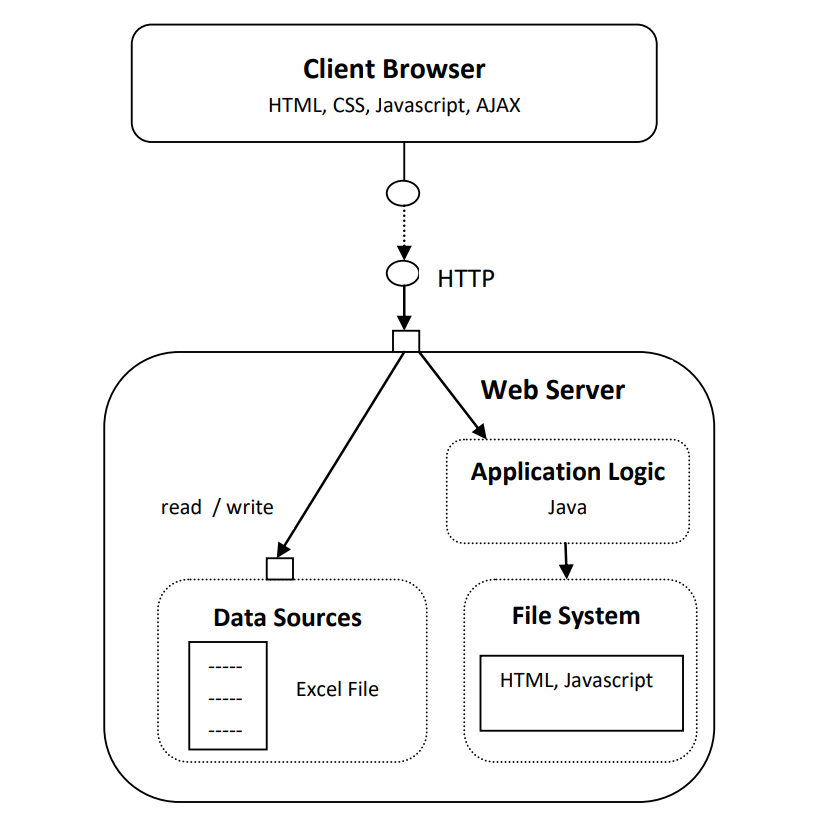 Client Browser
HTML, CSS, Javascript, AJAX
HTTP
Web Server
Application Logic
Java
read / write
Data Sources
-----
-----
-----
Excel File
File System
HTML, Javascript